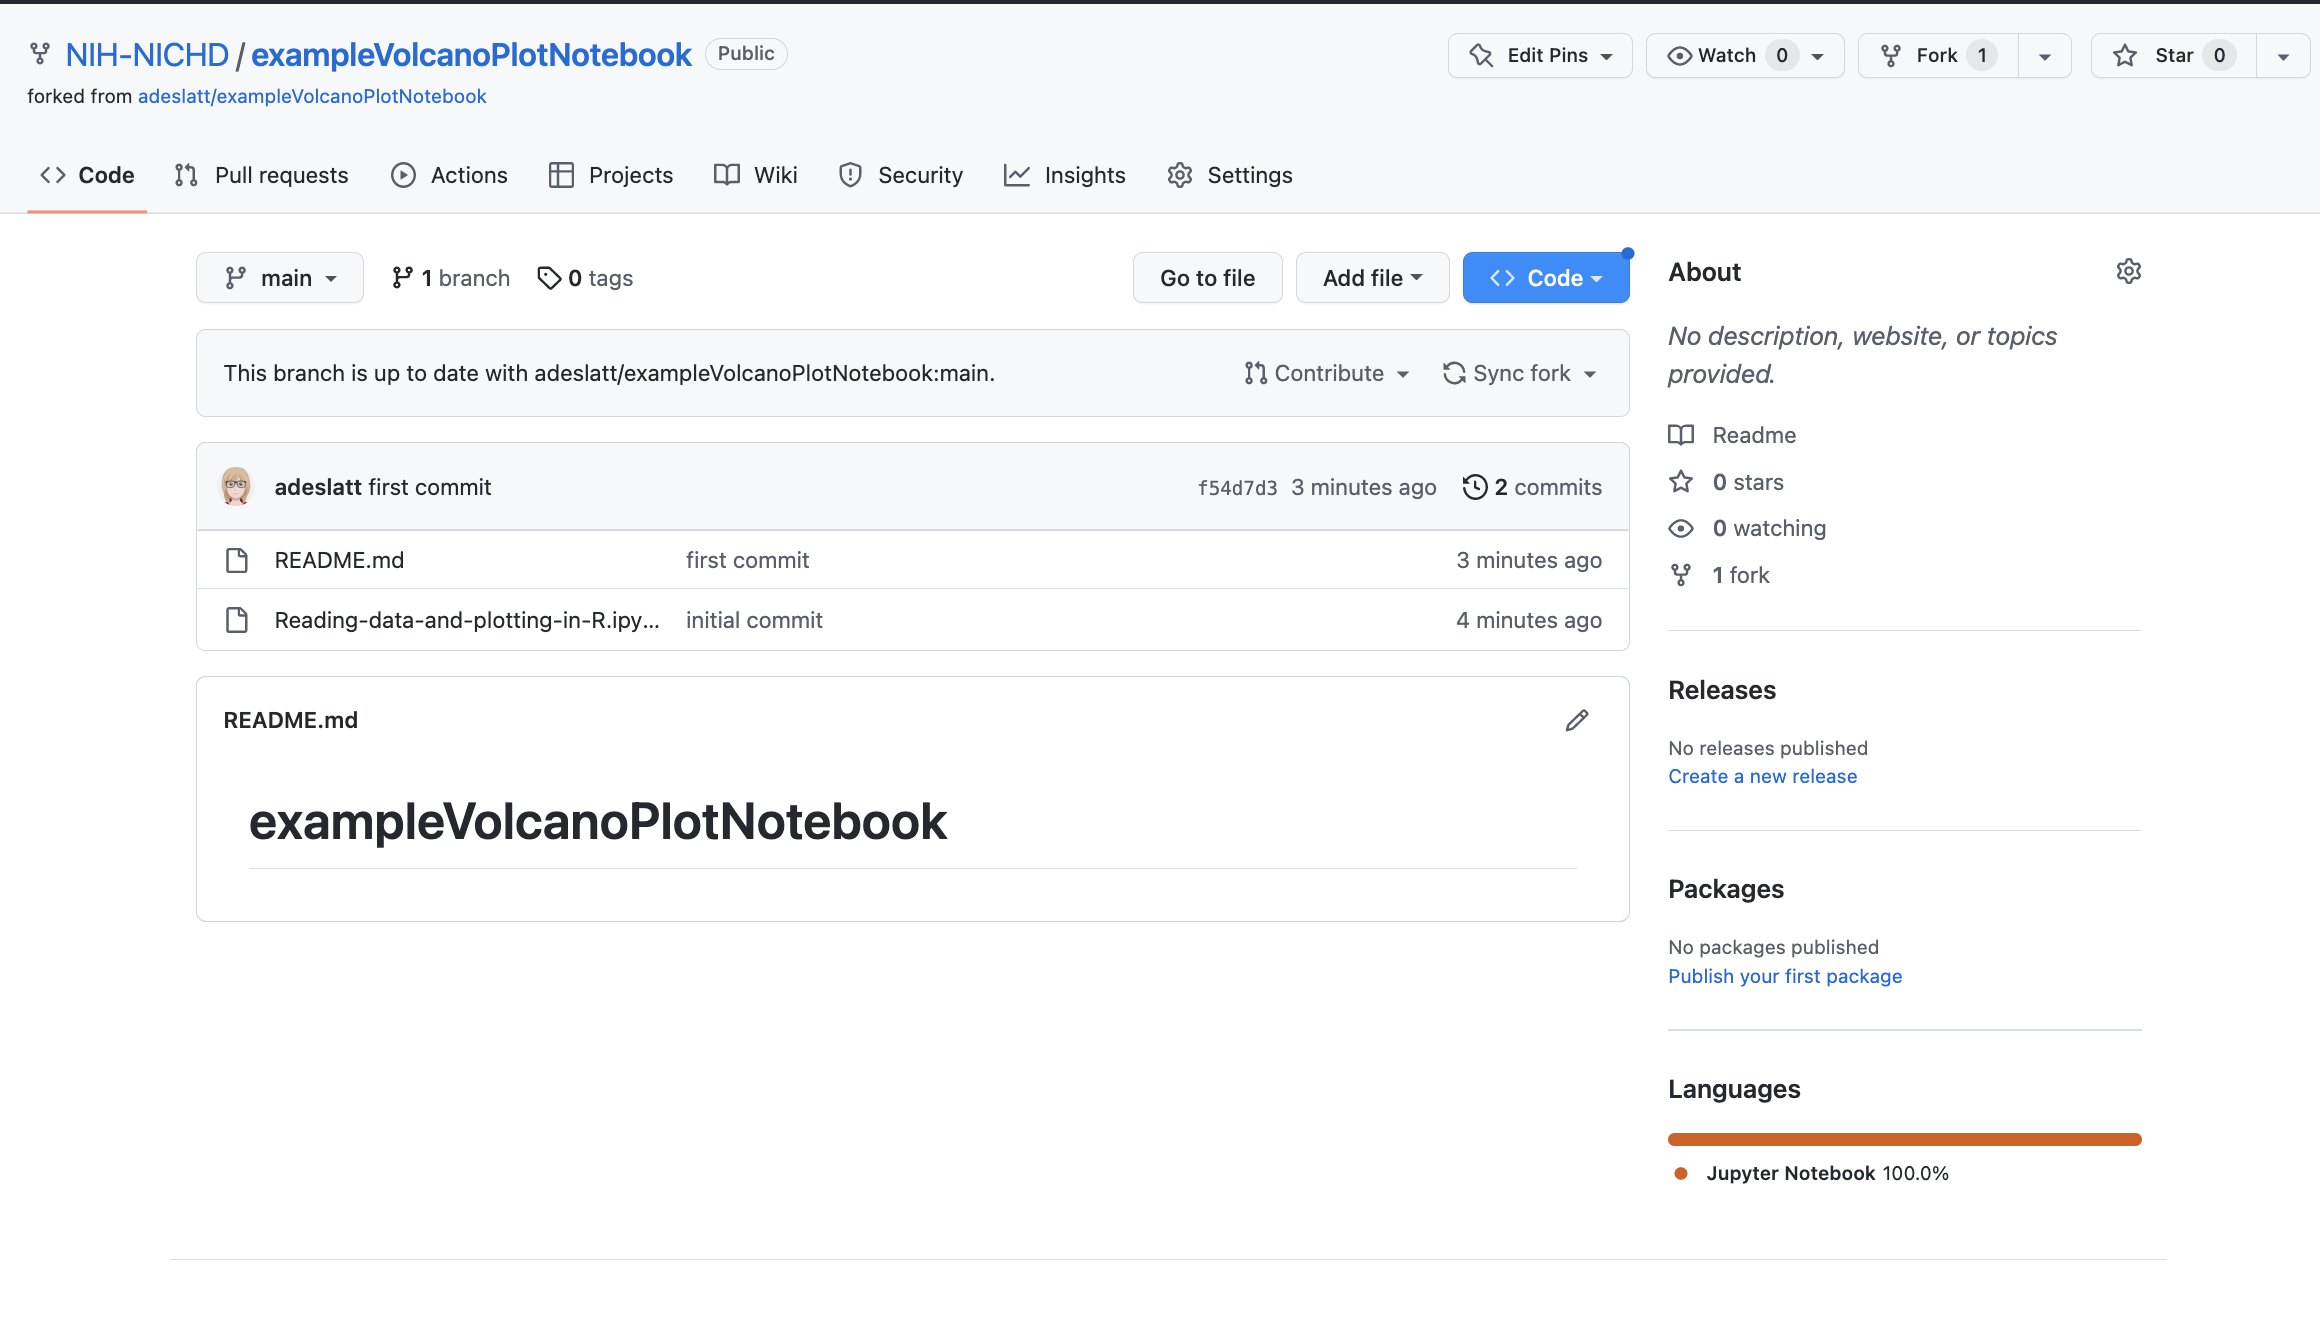 NIH-NICHD / exampleVolcanoPlotNotebook Public
Edit Pins Watch 0 Fork 1 Star 0
forked from adeslatt/exampleVolcanoPlotNotebook
Code Pull requests Actions Projects Wiki Security Insights Settings
main 1 branch 0 tags Go to file Add file Code
This branch is up to date with adeslatt/exampleVolcanoPlotNotebook:main. Contribute Sync fork
adeslatt first commit f54d7d3 3 minutes ago 2 commits
README.md first commit 3 minutes ago
Reading-data-and-plotting-in-R.ipy... initial commit 4 minutes ago
README.md
exampleVolcanoPlotNotebook
About
No description, website, or topics
provided.
Readme
0 stars
0 watching
1 fork
Releases
No releases published
Create a new release
Packages
No packages published
Publish your first package
Languages
Jupyter Notebook 100.0%